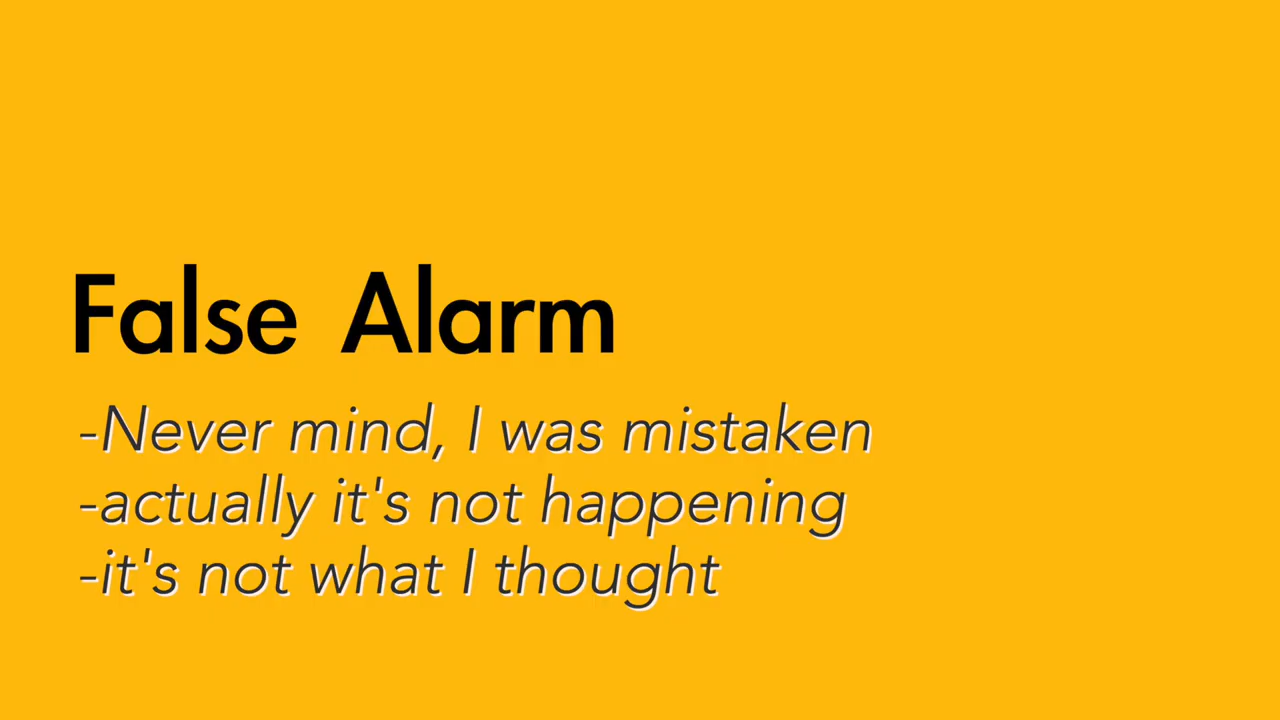 False Alarm
-Never mind, I was mistaken
-actually it's not happening
-it's not what I thought